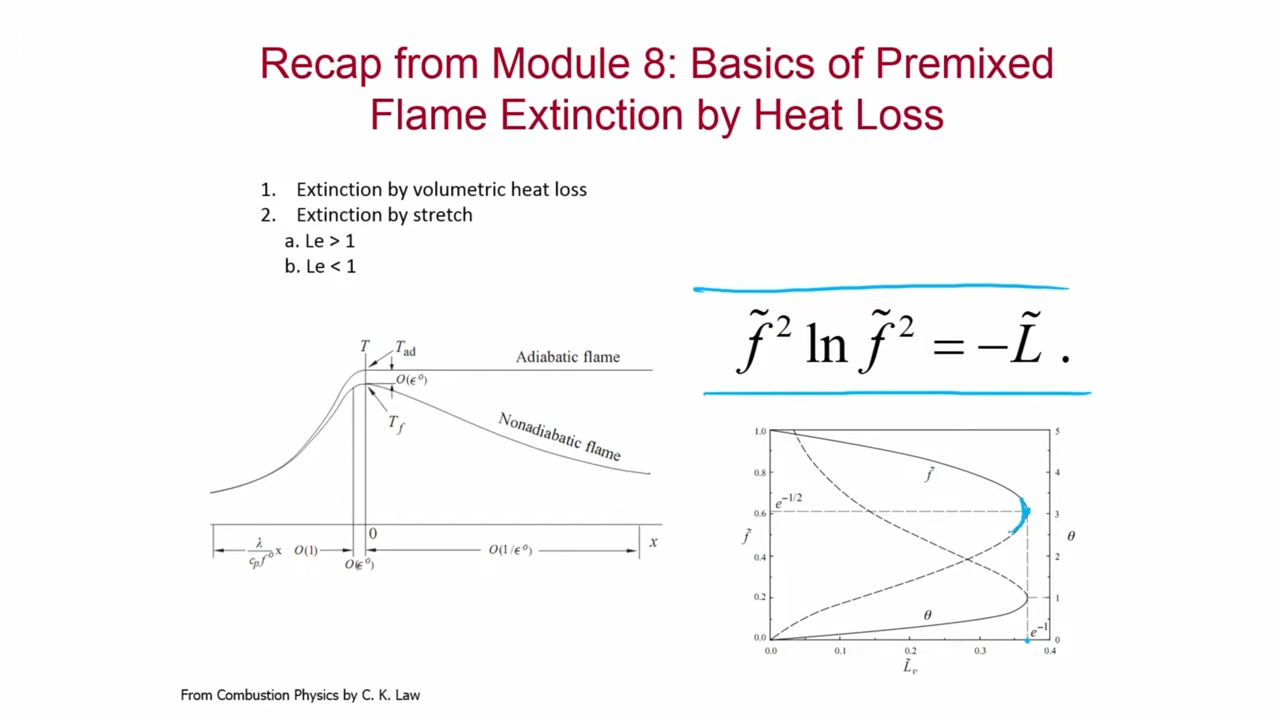 Recap from Module 8: Basics of Premixed
Flame Extinction by Heat Loss
1. Extinction by volumetric heat loss
2. Extinction by stretch
a. Le > 1
b. Le < 1
f̃² ln f̃² = −L̃ .
T
T_ad
Adiabatic flame
O(ϵ°)
T_f
Nonadiabatic flame
0
x
λ/(c_p f°) x O(1)
O(ϵ°)
O(1/ϵ°)
1.0
0.8
0.6
0.4
0.2
0.0
f̃
e^{-1/2}
f̃
θ
e^{-1}
5
4
3
2
1
0
θ
0.0 0.1 0.2 0.3 0.4
L̃_v
From Combustion Physics by C. K. Law